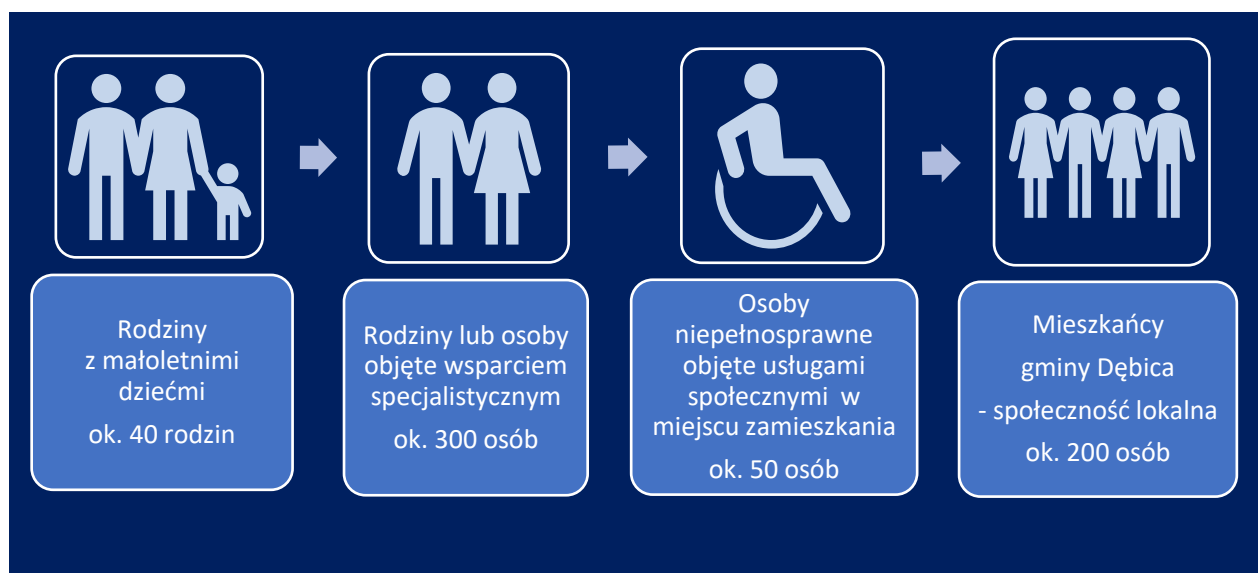 Rodziny
z małoletnimi
dziećmi
ok. 40 rodzin
Rodziny lub osoby
objęte wsparciem
specjalistycznym
ok. 300 osób
Osoby
niepełnosprawne
objęte usługami
społecznymi w
miejscu zamieszkania
ok. 50 osób
Mieszkańcy
gminy Dębica
- społeczność lokalna
ok. 200 osób